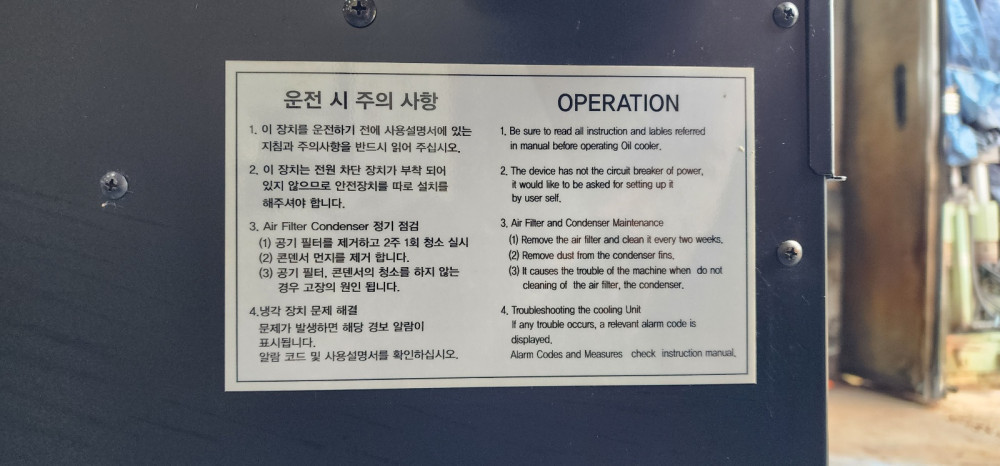 운전 시 주의 사항
1. 이 장치를 운전하기 전에 사용설명서에 있는
지침과 주의사항을 반드시 읽어 주십시오.
2. 이 장치는 전원 차단 장치가 부착 되어
있지 않으므로 안전장치를 따로 설치를
해주셔야 합니다.
3. Air Filter Condenser 정기 점검
(1) 공기 필터를 제거하고 2주 1회 청소 실시
(2) 콘덴서 먼지를 제거 합니다.
(3) 공기 필터, 콘덴서의 청소를 하지 않는
경우 고장의 원인 됩니다.
4.냉각 장치 문제 해결
문제가 발생하면 해당 경보 알람이
표시됩니다.
알람 코드 및 사용설명서를 확인하십시오.
OPERATION
1. Be sure to read all instruction and lables referred
in manual before operating Oil cooler.
2. The device has not the circuit breaker of power,
it would like to be asked for setting up it
by user self.
3. Air Filter and Condenser Maintenance
(1) Remove the air filter and clean it every two weeks.
(2) Remove dust from the condenser fins.
(3) It causes the trouble of the machine when do not
cleaning of the air filter, the condenser.
4. Troubleshooting the cooling Unit
If any trouble occurs, a relevant alarm code is
displayed.
Alarm Codes and Measures check instruction manual.